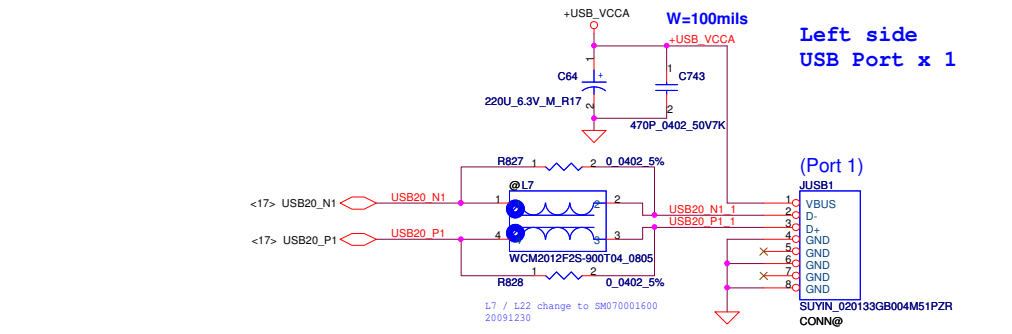 +USB_VCCA
W=100mils
Left side
USB Port x 1
+USB_VCCA
1
1
C64
+
C743
220U_6.3V_M_R17
2
2
470P_0402_50V7K
R827 1 2 0_0402_5%
(Port 1)
@ L7
JUSB1
<17> USB20_N1 USB20_N1 1 2 2
USB20_N1_1
USB20_P1_1
1 VBUS
2 D-
3 D+
4 GND
5 GND
6 GND
7 GND
8 GND
<17> USB20_P1 USB20_P1 4 3 3
WCM2012F2S-900T04_0805
R828 1 2 0_0402_5%
L7 / L22 change to SM070001600
20091230
SUYIN_020133GB004M51PZR
CONN@